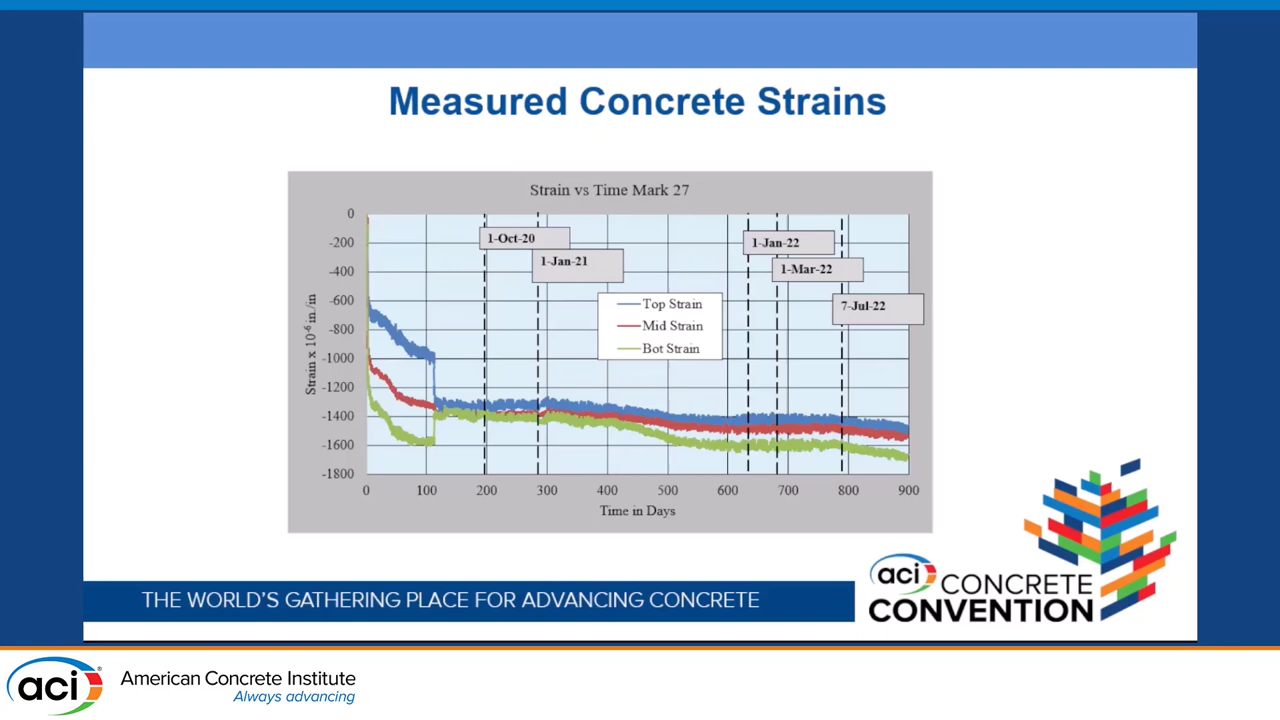 Measured Concrete Strains
Strain vs Time Mark 27
Strain x 10⁻⁶ in./in
0
-200
-400
-600
-800
-1000
-1200
-1400
-1600
-1800
1-Oct-20
1-Jan-21
1-Jan-22
1-Mar-22
7-Jul-22
Top Strain
Mid Strain
Bot Strain
0 100 200 300 400 500 600 700 800 900
Time in Days
THE WORLD'S GATHERING PLACE FOR ADVANCING CONCRETE
aci CONCRETE
CONVENTION
aci® American Concrete Institute
Always advancing